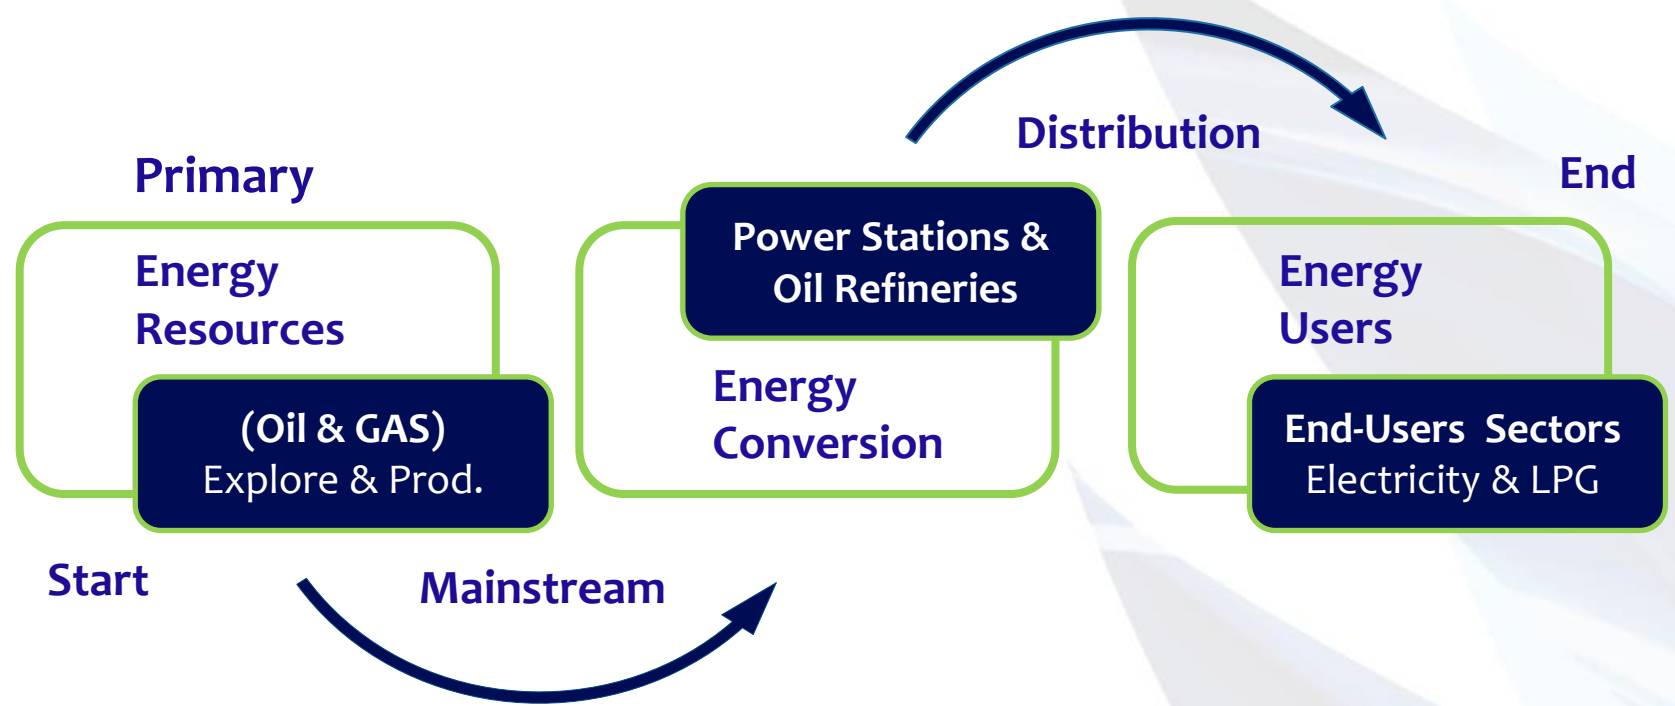 Primary
Energy
Resources
(Oil & GAS)
Explore & Prod.
Start
Mainstream
Power Stations &
Oil Refineries
Energy
Conversion
Distribution
End
Energy
Users
End-Users Sectors
Electricity & LPG